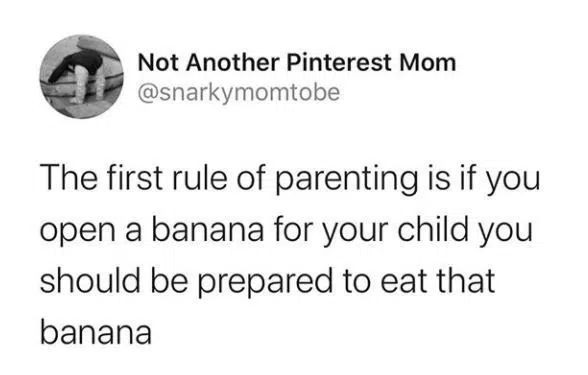 Not Another Pinterest Mom
@snarkymomtobe
The first rule of parenting is if you
open a banana for your child you
should be prepared to eat that
banana